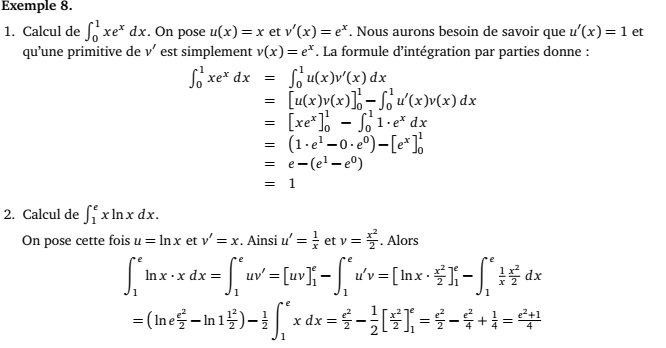 Exemple 8.
1. Calcul de ∫₀¹ xeˣ dx. On pose u(x) = x et v′(x) = eˣ. Nous aurons besoin de savoir que u′(x) = 1 et
qu'une primitive de v′ est simplement v(x) = eˣ. La formule d'intégration par parties donne :
∫₀¹ xeˣ dx = ∫₀¹ u(x)v′(x) dx
= [u(x)v(x)]₀¹ − ∫₀¹ u′(x)v(x) dx
= [xeˣ]₀¹ − ∫₀¹ 1·eˣ dx
= (1·e¹ − 0·e⁰) − [eˣ]₀¹
= e − (e¹ − e⁰)
= 1
2. Calcul de ∫₁ᵉ x ln x dx.
On pose cette fois u = ln x et v′ = x. Ainsi u′ = 1/x et v = x²/2. Alors
∫₁ᵉ ln x · x dx = ∫₁ᵉ uv′ = [uv]₁ᵉ − ∫₁ᵉ u′v = [ln x · x²/2]₁ᵉ − ∫₁ᵉ 1/x x²/2 dx
= (ln e e²/2 − ln 1 1²/2) − 1/2 ∫₁ᵉ x dx = e²/2 − 1/2 [x²/2]₁ᵉ = e²/2 − e²/4 + 1/4 = e²+1/4